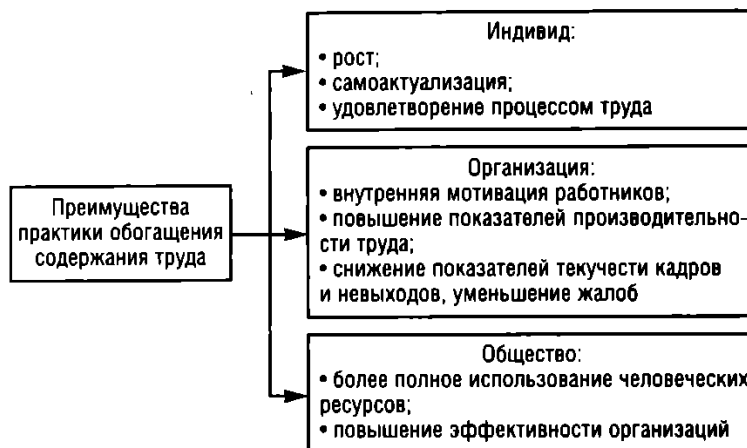 Преимущества
практики обогащения
содержания труда
Индивид:
• рост;
• самоактуализация;
• удовлетворение процессом труда
Организация:
• внутренняя мотивация работников;
• повышение показателей производительно-
сти труда;
• снижение показателей текучести кадров
и невыходов, уменьшение жалоб
Общество:
• более полное использование человеческих
ресурсов;
• повышение эффективности организаций